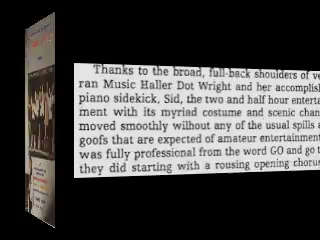 Thanks to the broad, full-back shoulders of ve
ran Music Haller Dot Wright and her accomplis
piano sidekick, Sid, the two and half hour enterta
ment with its myriad costume and scenic chan
moved smoothly wilhout any of the usual spills a
goofs that are expected of amateur entertainment
was fully professional from the word GO and go t
they did starting with a rousing opening chorus